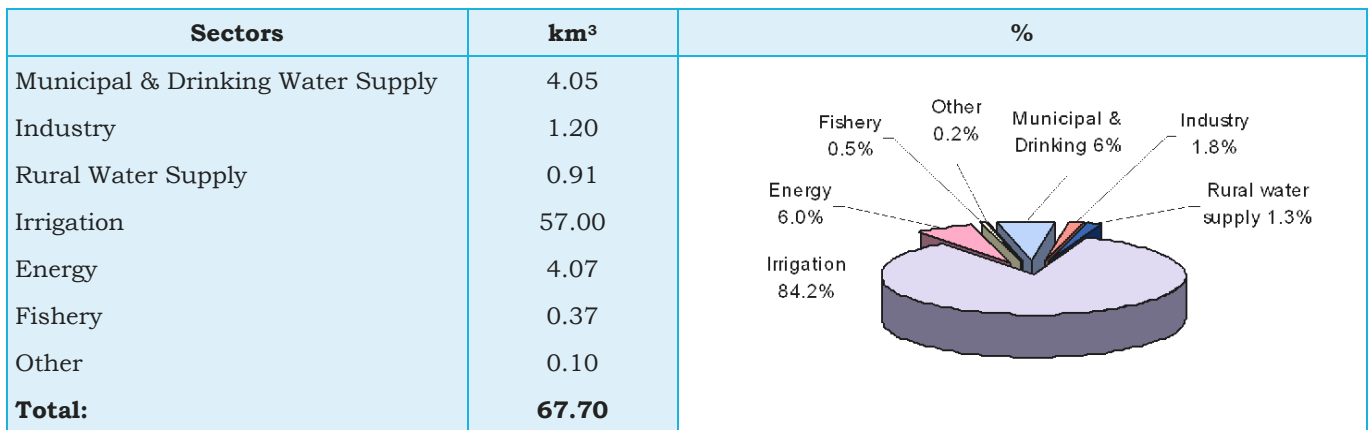 Sectors km³ %
Municipal & Drinking Water Supply 4.05
Industry 1.20
Rural Water Supply 0.91
Irrigation 57.00
Energy 4.07
Fishery 0.37
Other 0.10
Total: 67.70
Fishery
0.5%
Other
0.2%
Municipal &
Drinking 6%
Industry
1.8%
Energy
6.0%
Rural water
supply 1.3%
Irrigation
84.2%